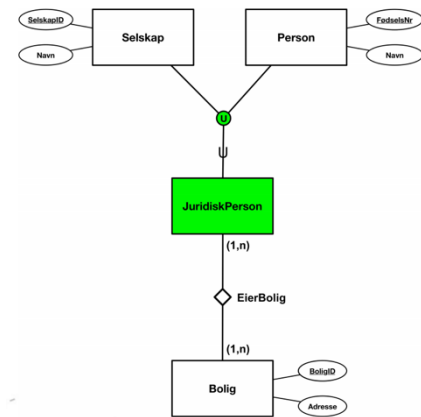 SelskapID
Selskap
Navn
Person
FødselsNr
Navn
U
JuridiskPerson
(1,n)
EierBolig
(1,n)
Bolig
BoligID
Adresse